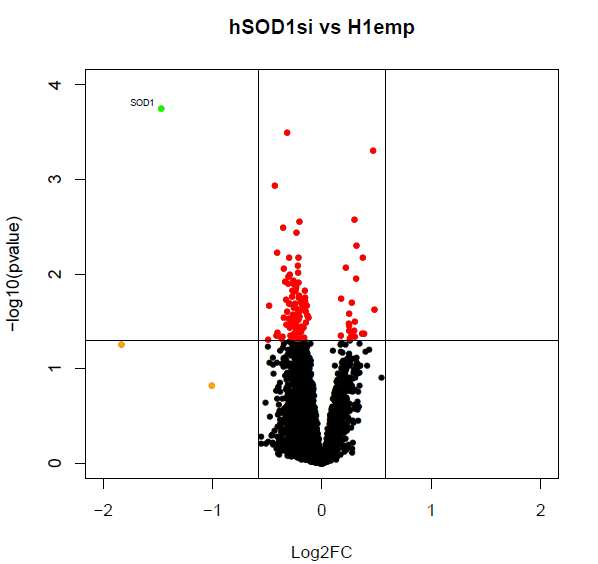 hSOD1si vs H1emp
SOD1
−log10(pvalue)
4
3
2
1
0
−2 −1 0 1 2
Log2FC